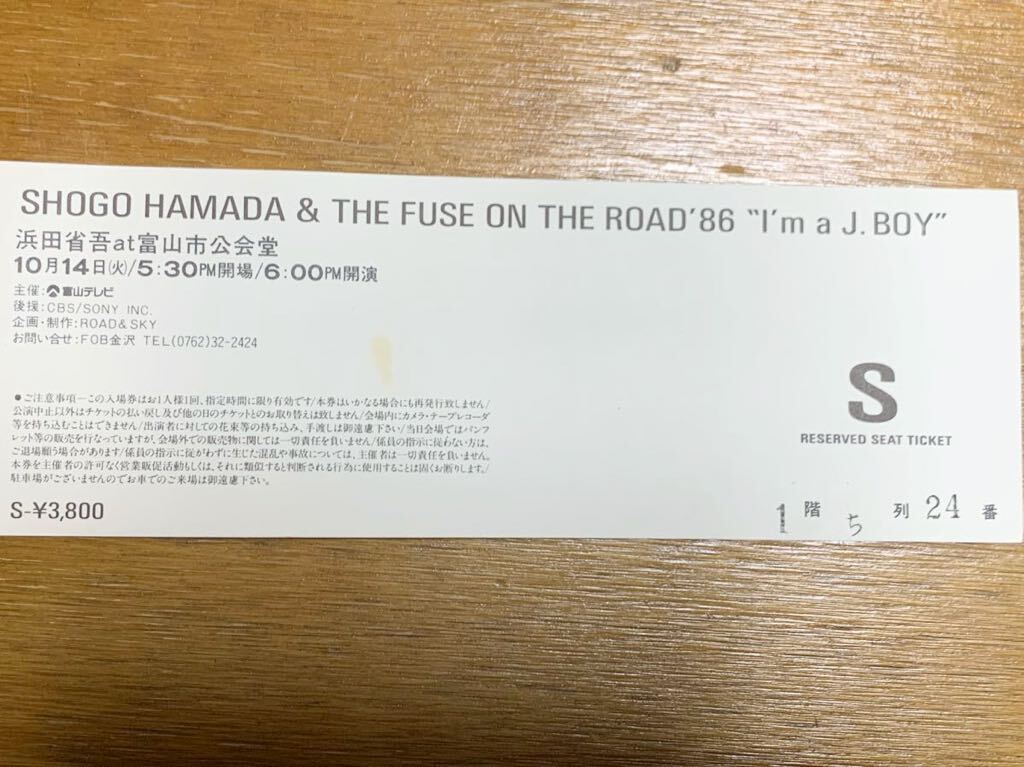 SHOGO HAMADA & THE FUSE ON THE ROAD'86 "I'm a J. BOY"
浜田省吾at富山市公会堂
10月14日(火)/5:30PM開場/6:00PM開演
主催:富山テレビ
後援:CBS/SONY INC.
企画・制作:ROAD&SKY
お問い合せ:FOB金沢 TEL(0762)32-2424
●ご注意事項―この入場券はお1人様1回、指定時間に限り有効です/本券はいかなる場合にも再発行致しません/
公演中止以外はチケットの払い戻し及び他の日のチケットとのお取り替えは致しません/会場内にカメラ・テープレコーダ
等を持ち込むことはできません/出演者に対しての花束等の持ち込み、手渡しは御遠慮下さい/当日会場ではパンフ
レット等の販売を行なっていますが、会場外での販売物に関しては一切責任を負いません/係員の指示に従わない方は、
ご退場願う場合があります/係員の指示に従がわずに生じた混乱や事故については、主催者は一切責任を負いません。
本券を主催者の許可なく営業販促活動もしくは、それに類似すると判断される行為に使用することは固くお断りします。/
駐車場がございませんのでお車でのご来場は御遠慮下さい。
S-¥3,800
S
RESERVED SEAT TICKET
1階 ち 列 24 番